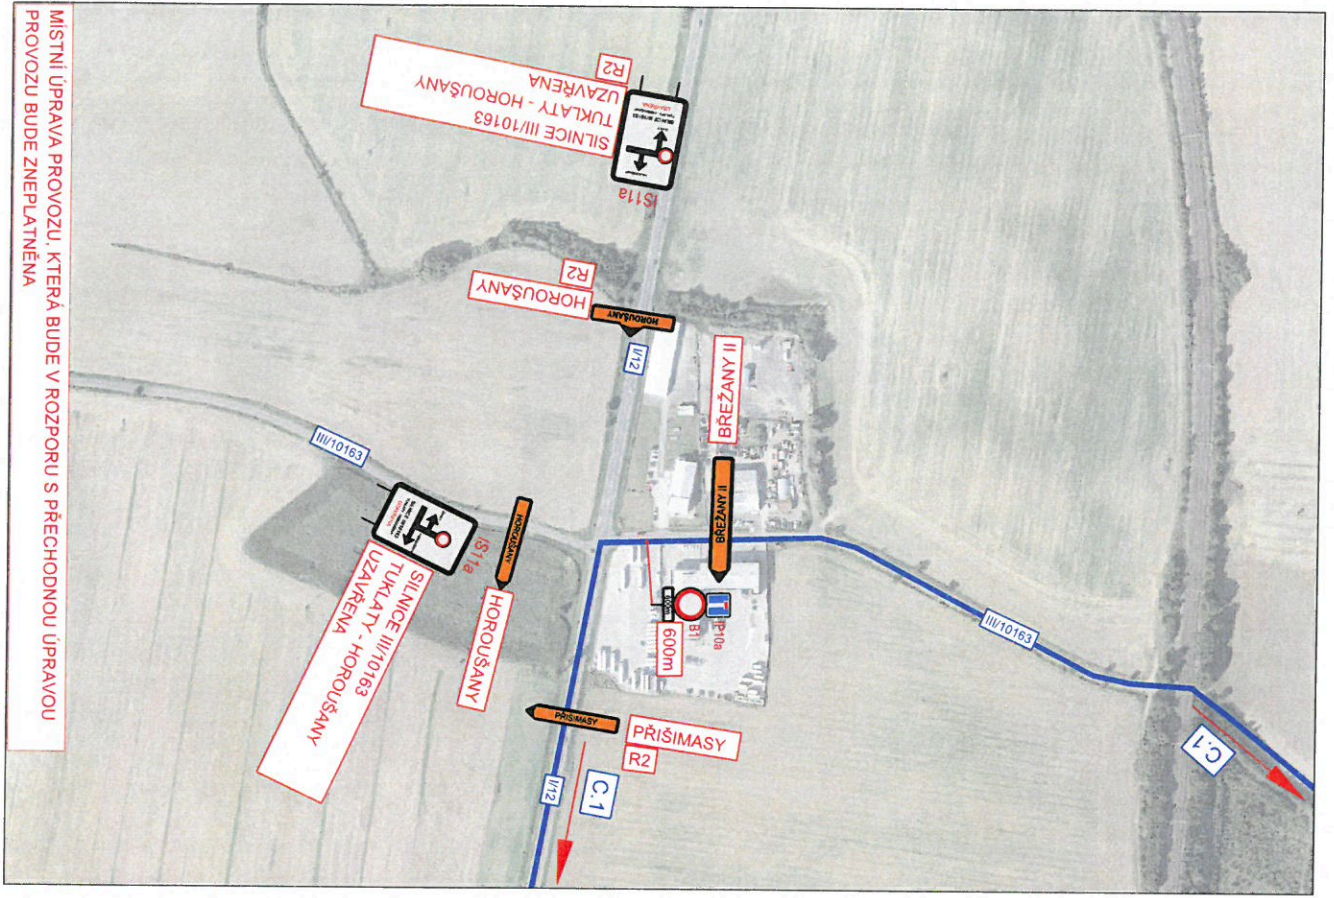 MÍSTNÍ ÚPRAVA PROVOZU, KTERÁ BUDE V ROZPORU S PŘECHODNOU ÚPRAVOU
PROVOZU BUDE ZNEPLATNĚNA
R2
SILNICE III/10163
TUKLATY - HOROUŠANY
UZAVŘENA
IS11a
R2
HOROUŠANY
HOROUŠANY
I/12
BŘEŽANY II
BŘEŽANY II
III/10163
IS11a
SILNICE III/10163
TUKLATY - HOROUŠANY
UZAVŘENA
HOROUŠANY
HOROUŠANY
IP10a
B1
600m
III/10163
PŘIŠIMASY
PŘIŠIMASY
R2
I/12
C.1
C.1